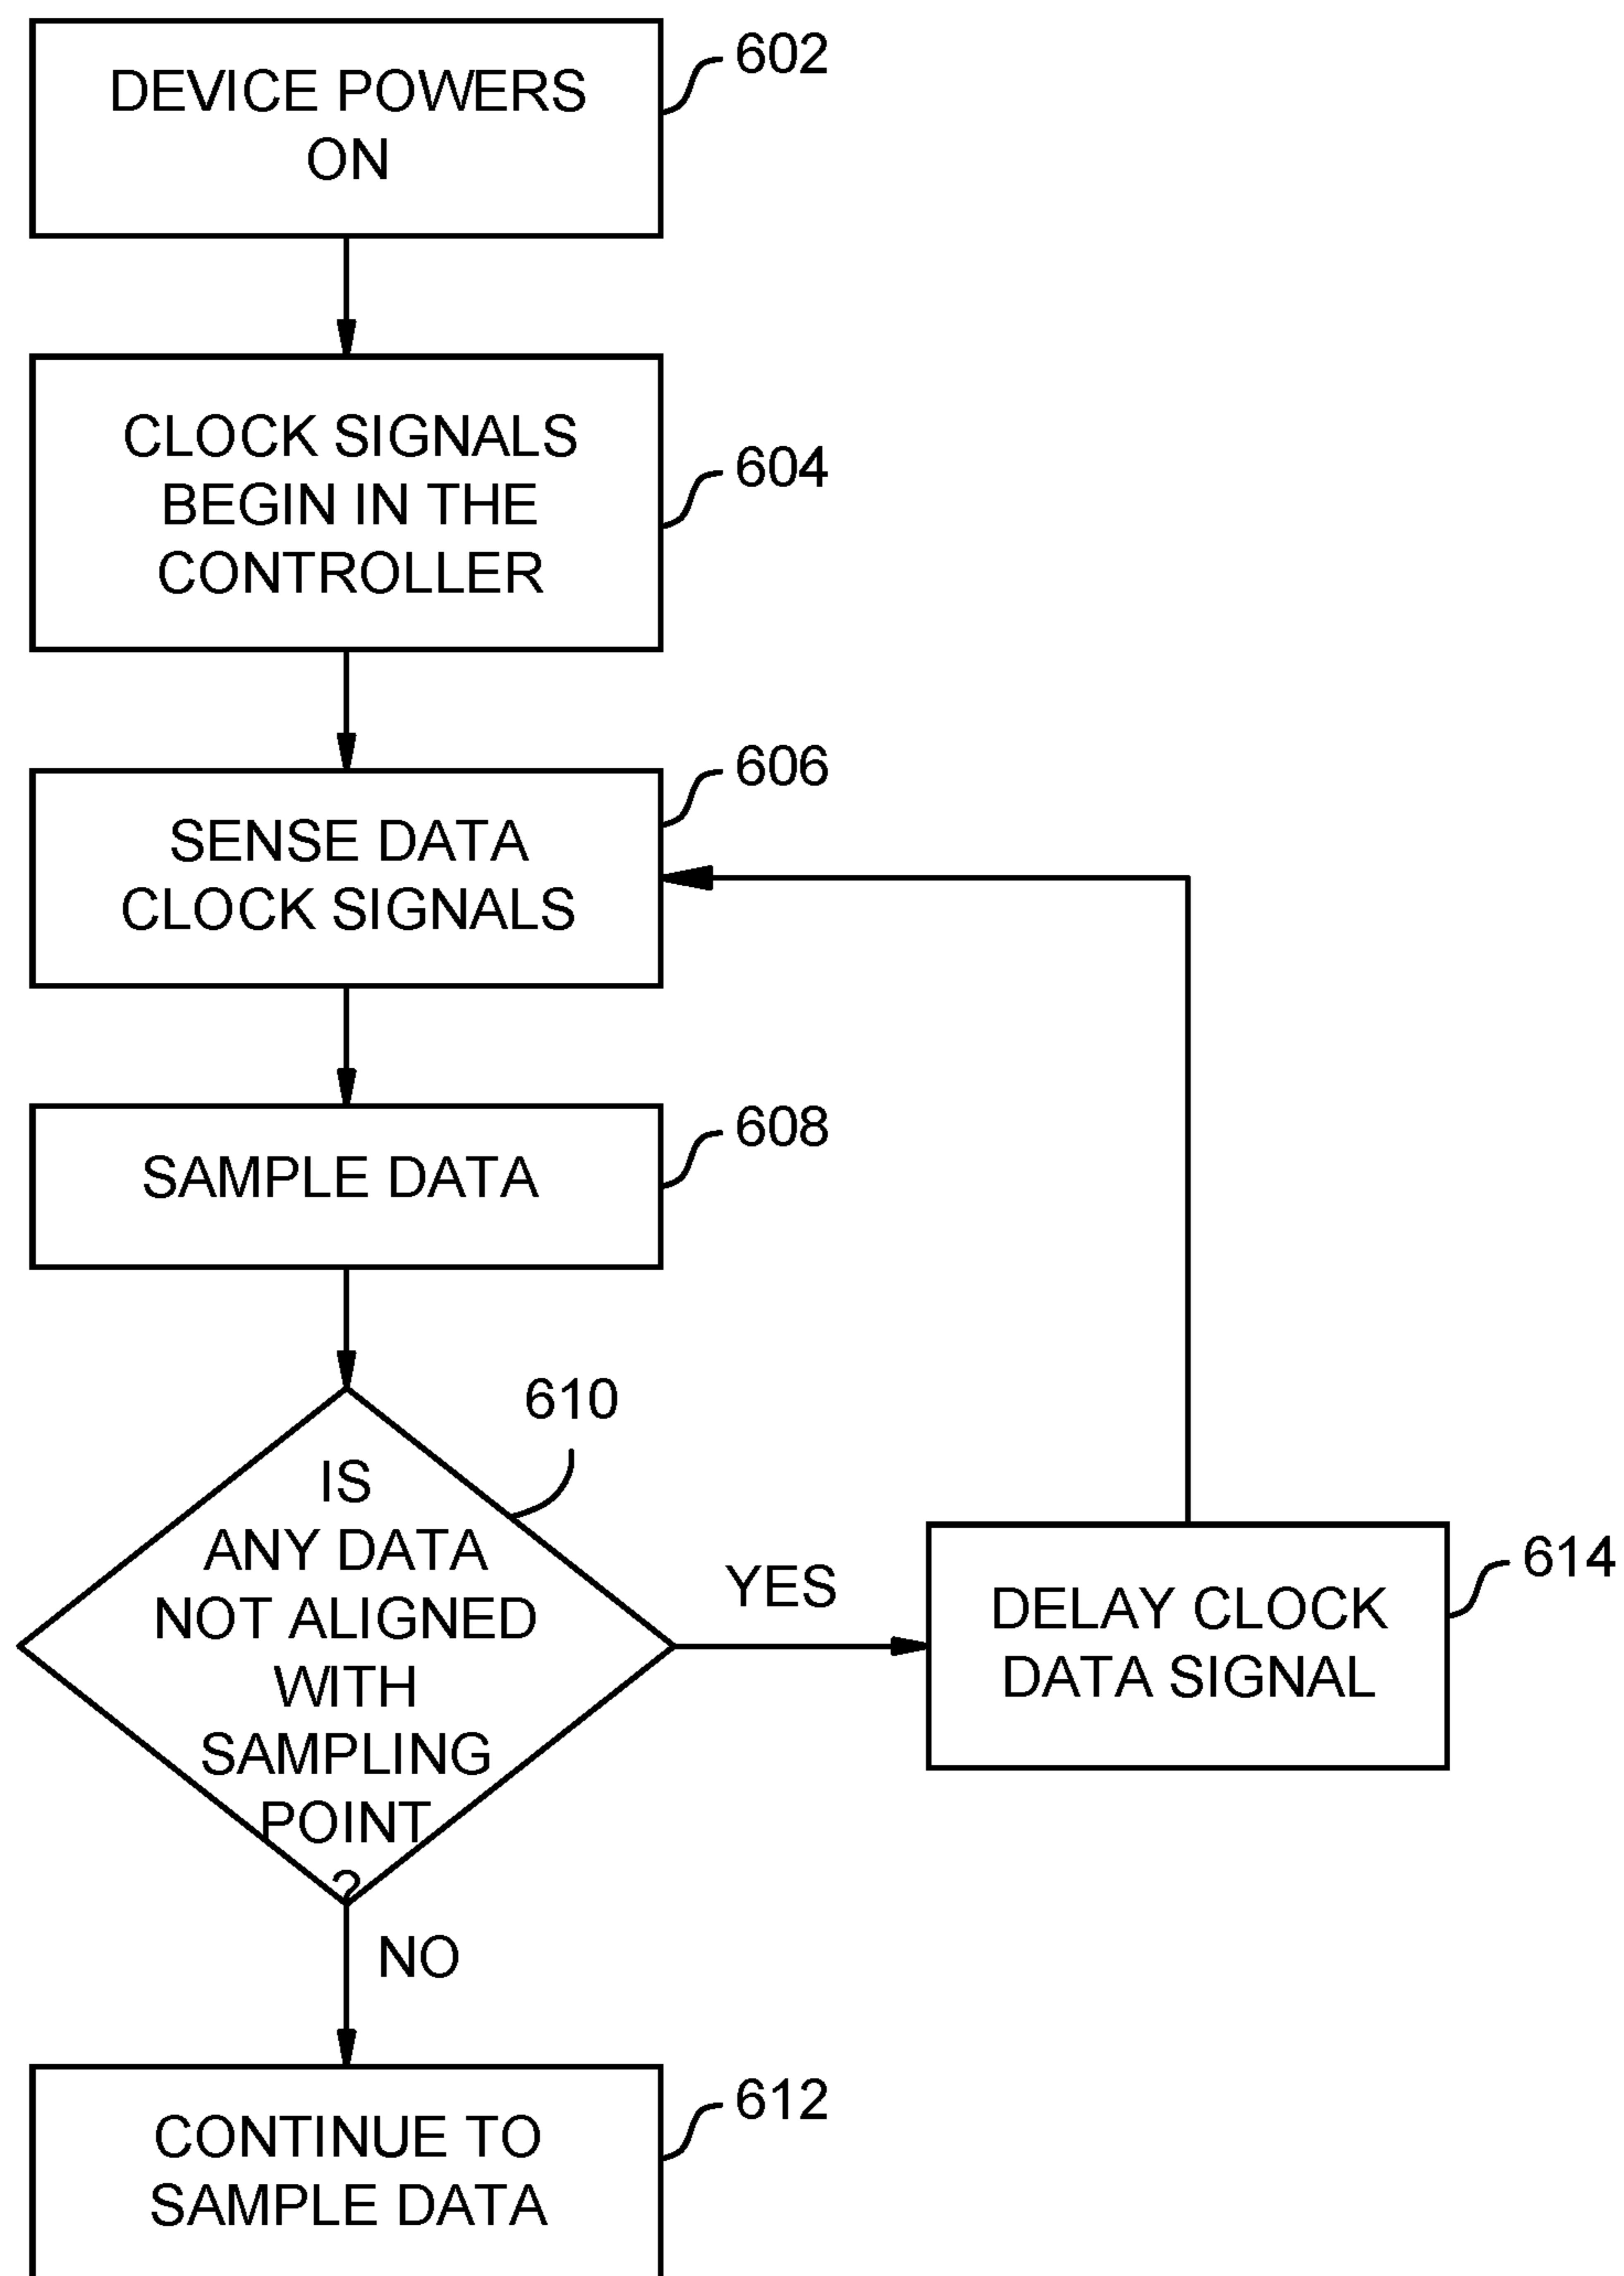 DEVICE POWERS
ON
602
CLOCK SIGNALS
BEGIN IN THE
CONTROLLER
604
SENSE DATA
CLOCK SIGNALS
606
SAMPLE DATA
608
IS
ANY DATA
NOT ALIGNED
WITH
SAMPLING
POINT
?
610
YES
DELAY CLOCK
DATA SIGNAL
614
NO
CONTINUE TO
SAMPLE DATA
612